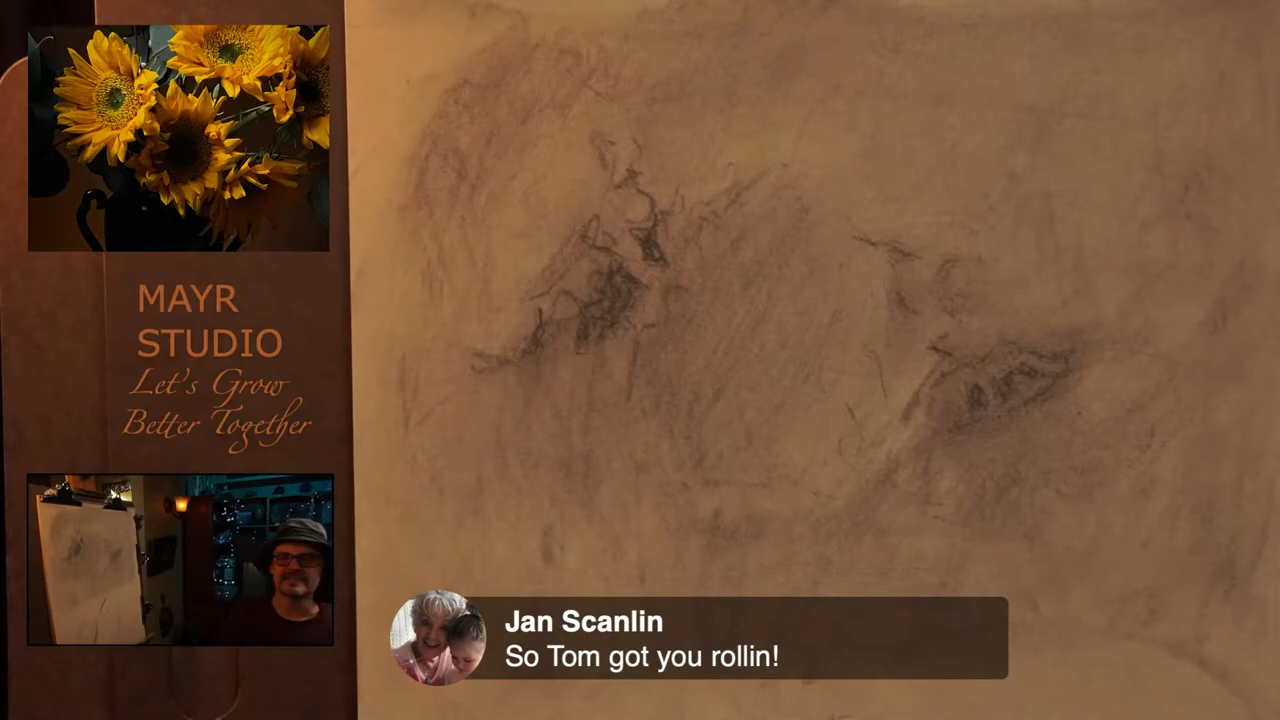 MAYR
STUDIO
Let's Grow
Better Together
Jan Scanlin
So Tom got you rollin!